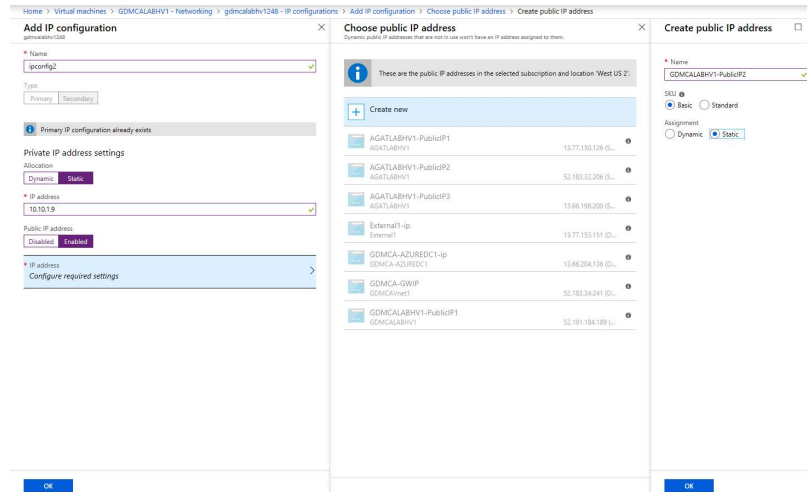 Home > Virtual machines > GDMCALABHV1 - Networking > gdmcalabhv1248 - IP configurations > Add IP configuration > Choose public IP address > Create public IP address
Add IP configuration
gdmcalabhv1248
* Name
ipconfig2
Type
Primary Secondary
Primary IP configuration already exists
Private IP address settings
Allocation
Dynamic Static
* IP address
10.10.1.9
Public IP address
Disabled Enabled
* IP address
Configure required settings
OK
Choose public IP address
Dynamic public IP addresses that are not in use won't have an IP address assigned to them.
These are the public IP addresses in the selected subscription and location 'West US 2'.
Create new
AGATLABHV1-PublicIP1
AGATLABHV1 13.77.150.126 (S...
AGATLABHV1-PublicIP2
AGATLABHV1 52.183.32.206 (S...
AGATLABHV1-PublicIP3
AGATLABHV1 13.66.198.200 (S...
External1-ip
External1 13.77.153.151 (D...
GDMCA-AZUREDC1-ip
GDMCA-AZUREDC1 13.66.204.136 (D...
GDMCA-GWIP
GDMCAVnet1 52.183.34.241 (D...
GDMCALABHV1-PublicIP1
GDMCALABHV1 52.191.184.189 (...
Create public IP address
* Name
GDMCALABHV1-PublicIP2
SKU
Basic Standard
Assignment
Dynamic Static
OK